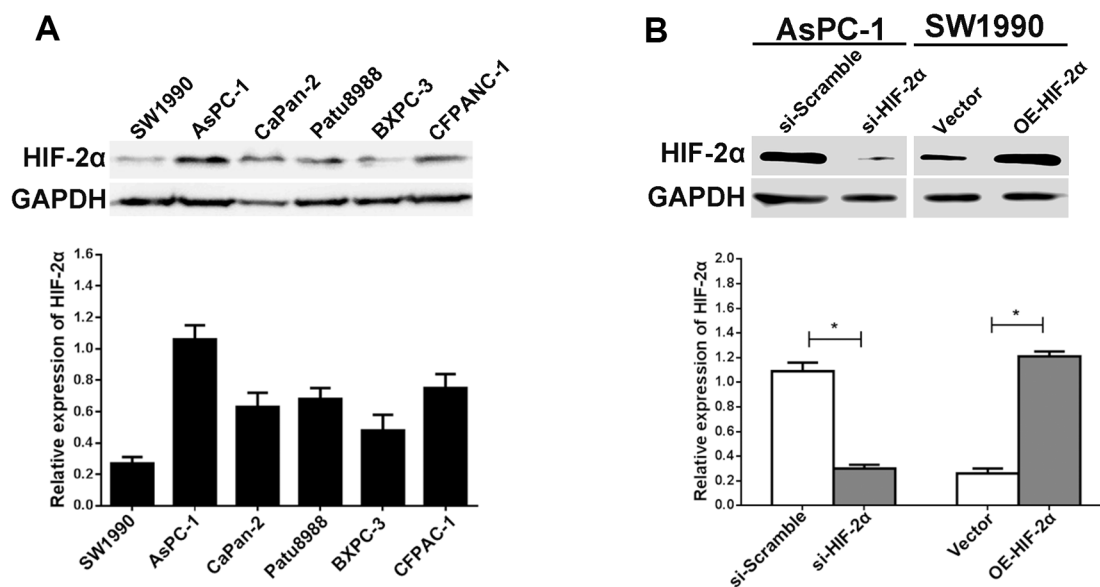 A
SW1990 AsPC-1 CaPan-2 Patu8988 BXPC-3 CFPANC-1
HIF-2α
GAPDH
Relative expression of HIF-2α
1.6
1.4
1.2
1.0
0.8
0.6
0.4
0.2
0.0
SW1990 AsPC-1 CaPan-2 Patu8988 BXPC-3 CFPAC-1
B
AsPC-1 SW1990
si-Scramble si-HIF-2α Vector OE-HIF-2α
HIF-2α
GAPDH
Relative expression of HIF-2α
2.0
1.8
1.6
1.4
1.2
1.0
0.8
0.6
0.4
0.2
0.0
* *
si-Scramble si-HIF-2α Vector OE-HIF-2α